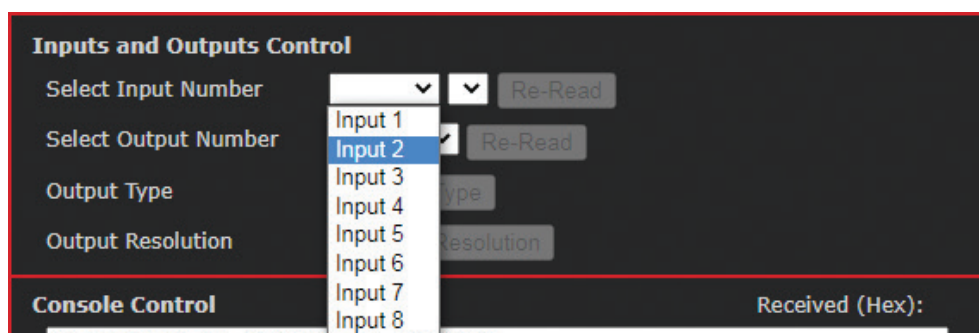 Inputs and Outputs Control
Select Input Number Re-Read
Input 1
Select Output Number Re-Read
Input 2
Input 3
Output Type ype
Input 4
Output Resolution Resolution
Input 5
Input 6
Input 7
Console Control Received (Hex):
Input 8